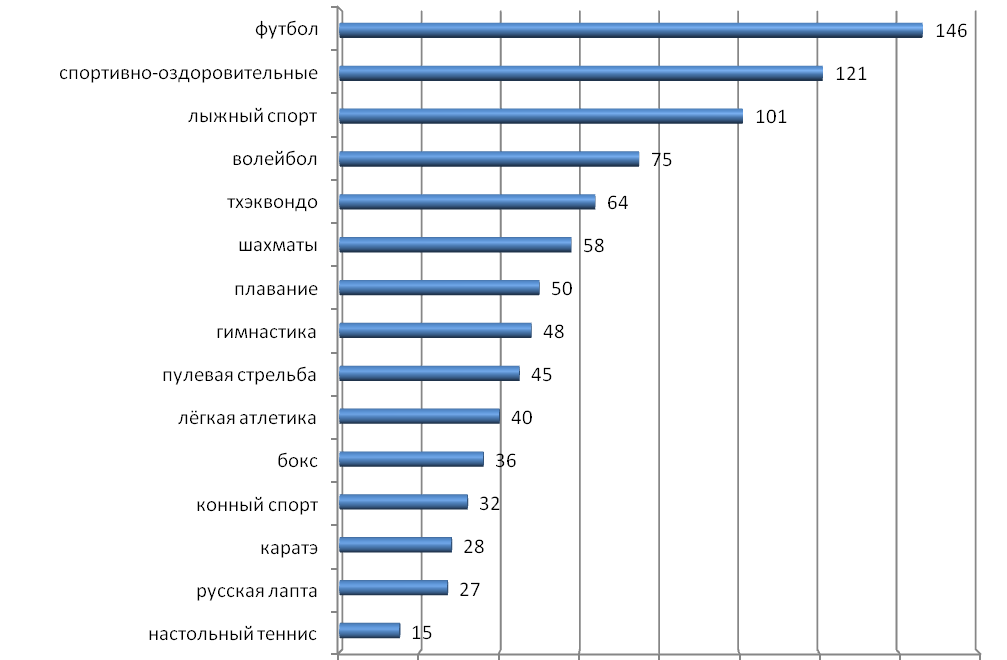 футбол 146
спортивно-оздоровительные 121
лыжный спорт 101
волейбол 75
тхэквондо 64
шахматы 58
плавание 50
гимнастика 48
пулевая стрельба 45
лёгкая атлетика 40
бокс 36
конный спорт 32
каратэ 28
русская лапта 27
настольный теннис 15